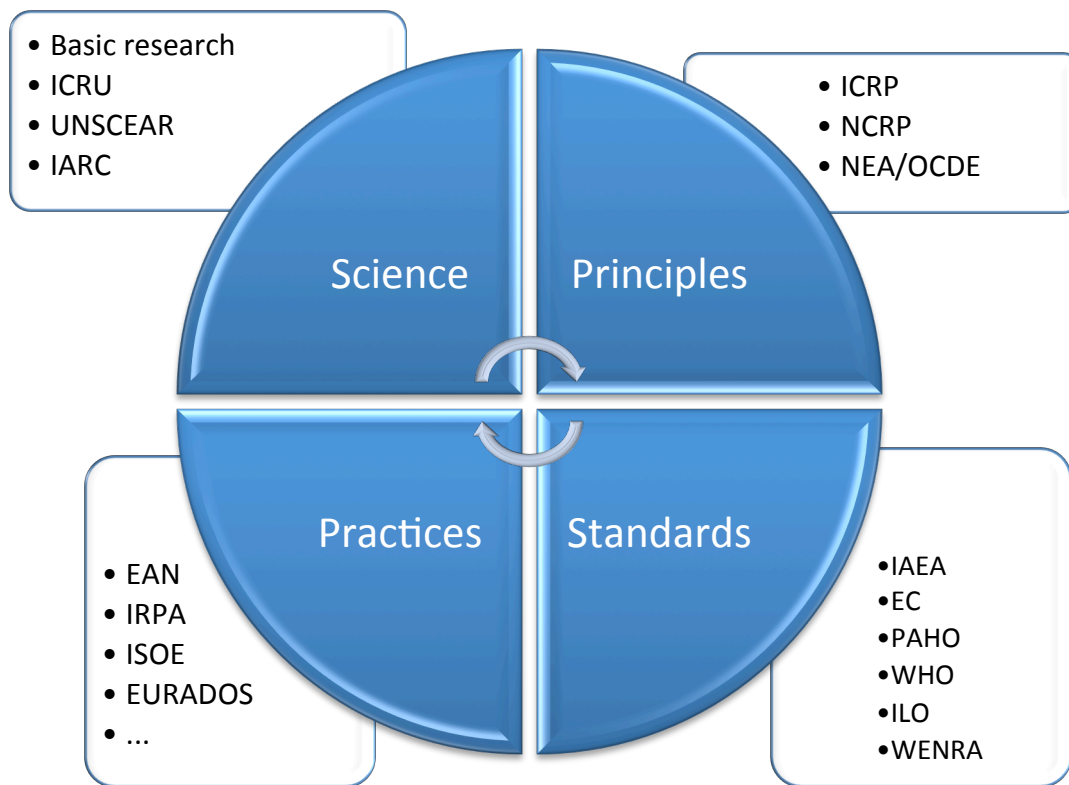 • Basic research
• ICRU
• UNSCEAR
• IARC
• ICRP
• NCRP
• NEA/OCDE
Science
Principles
Practices
Standards
• EAN
• IRPA
• ISOE
• EURADOS
• ...
•IAEA
•EC
•PAHO
•WHO
•ILO
•WENRA